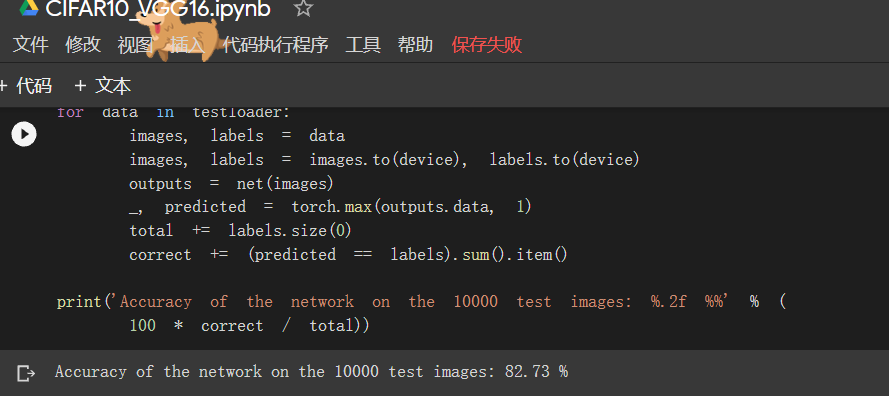 CIFAR10_VGG16.ipynb
文件 修改 视图 插入 代码执行程序 工具 帮助 保存失败
+ 代码 + 文本
for data in testloader:
images, labels = data
images, labels = images.to(device), labels.to(device)
outputs = net(images)
_, predicted = torch.max(outputs.data, 1)
total += labels.size(0)
correct += (predicted == labels).sum().item()
print('Accuracy of the network on the 10000 test images: %.2f %%' % (
100 * correct / total))
Accuracy of the network on the 10000 test images: 82.73 %